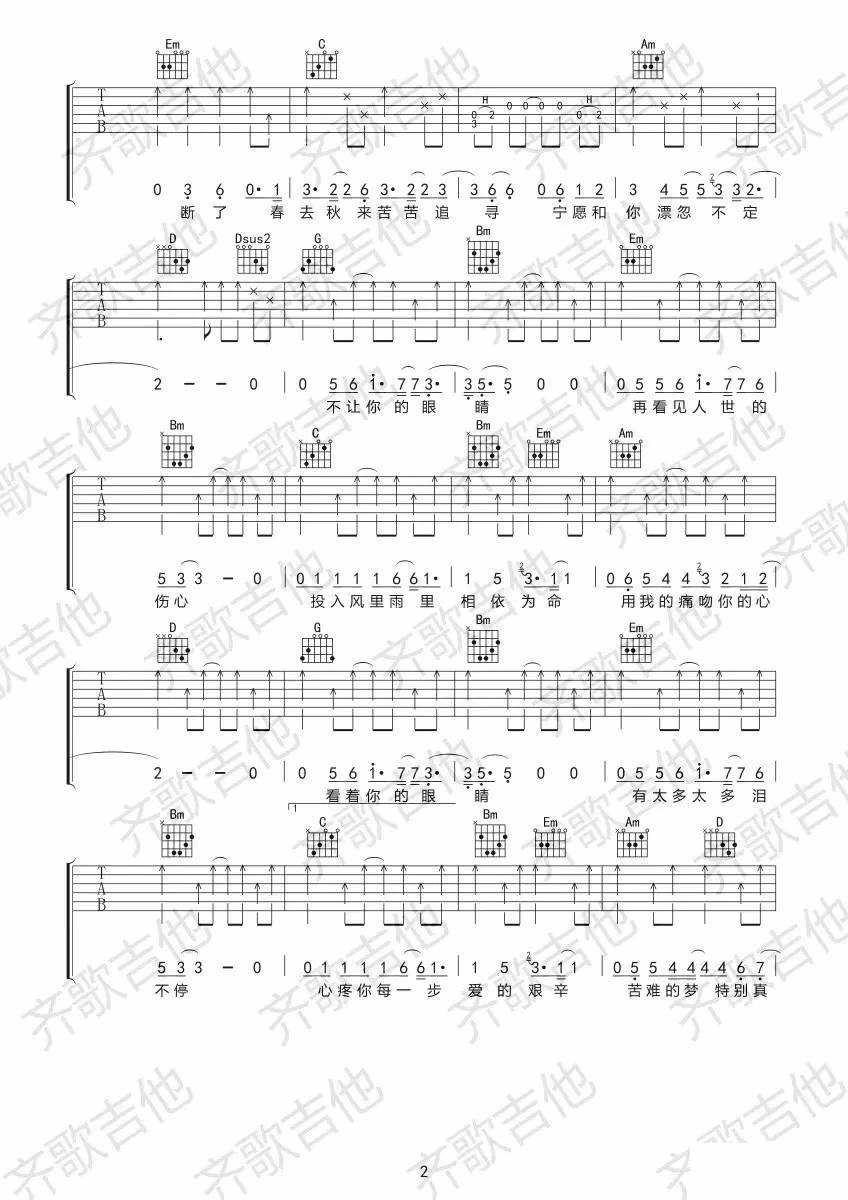 Em C Am
T A B × × × × H H × × × 1
0 2 0 0 0 0 0 2
3
0 3 6 0·1 3·2 2 6 3·2 2 3 3 6 6 0 6 1 2 3 4 5 5 3 3 2·
断了 春去秋来苦苦追寻 宁愿和你漂忽不定
D Dsus2 G Bm Em
T A B × ×
2 — — 0 0 5 6 1·7 7 3· 3 5·5 0 0 0 5 5 6 1·7 7 6
不让你的眼睛 再看见人世的
Bm C Bm Em Am
T A B
5 3 3 — 0 0 1 1 1 1 6 6 1· 1 5 3·1 1 0 6 5 4 4 3 2 1 2
伤心 投入风里雨里 相依为命 用我的痛吻你的心
D G Bm Em
T A B
2 — — 0 0 5 6 1·7 7 3· 3 5·5 0 0 0 5 5 6 1·7 7 6
看着你的眼睛 有太多太多泪
1
Bm C Bm Em Am D
T A B
5 3 3 — 0 0 1 1 1 1 6 6 1· 1 5 3·1 1 0 5 5 4 4 4 4 6 7·
不停 心疼你每一步 爱的艰辛 苦难的梦特别真
2
齐歌吉他